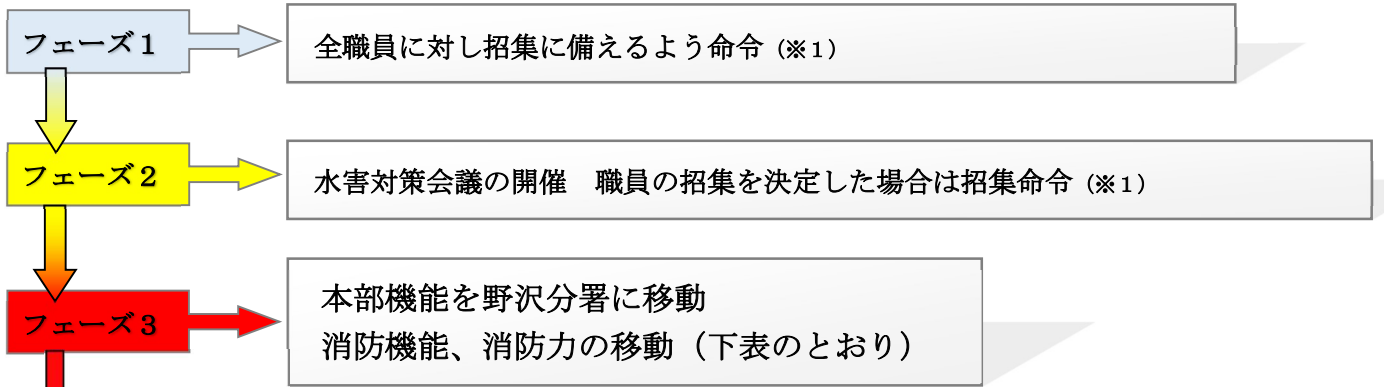 フェーズ１
全職員に対し招集に備えるよう命令（※１）
フェーズ２
水害対策会議の開催　職員の招集を決定した場合は招集命令（※１）
フェーズ３
本部機能を野沢分署に移動
消防機能、消防力の移動（下表のとおり）